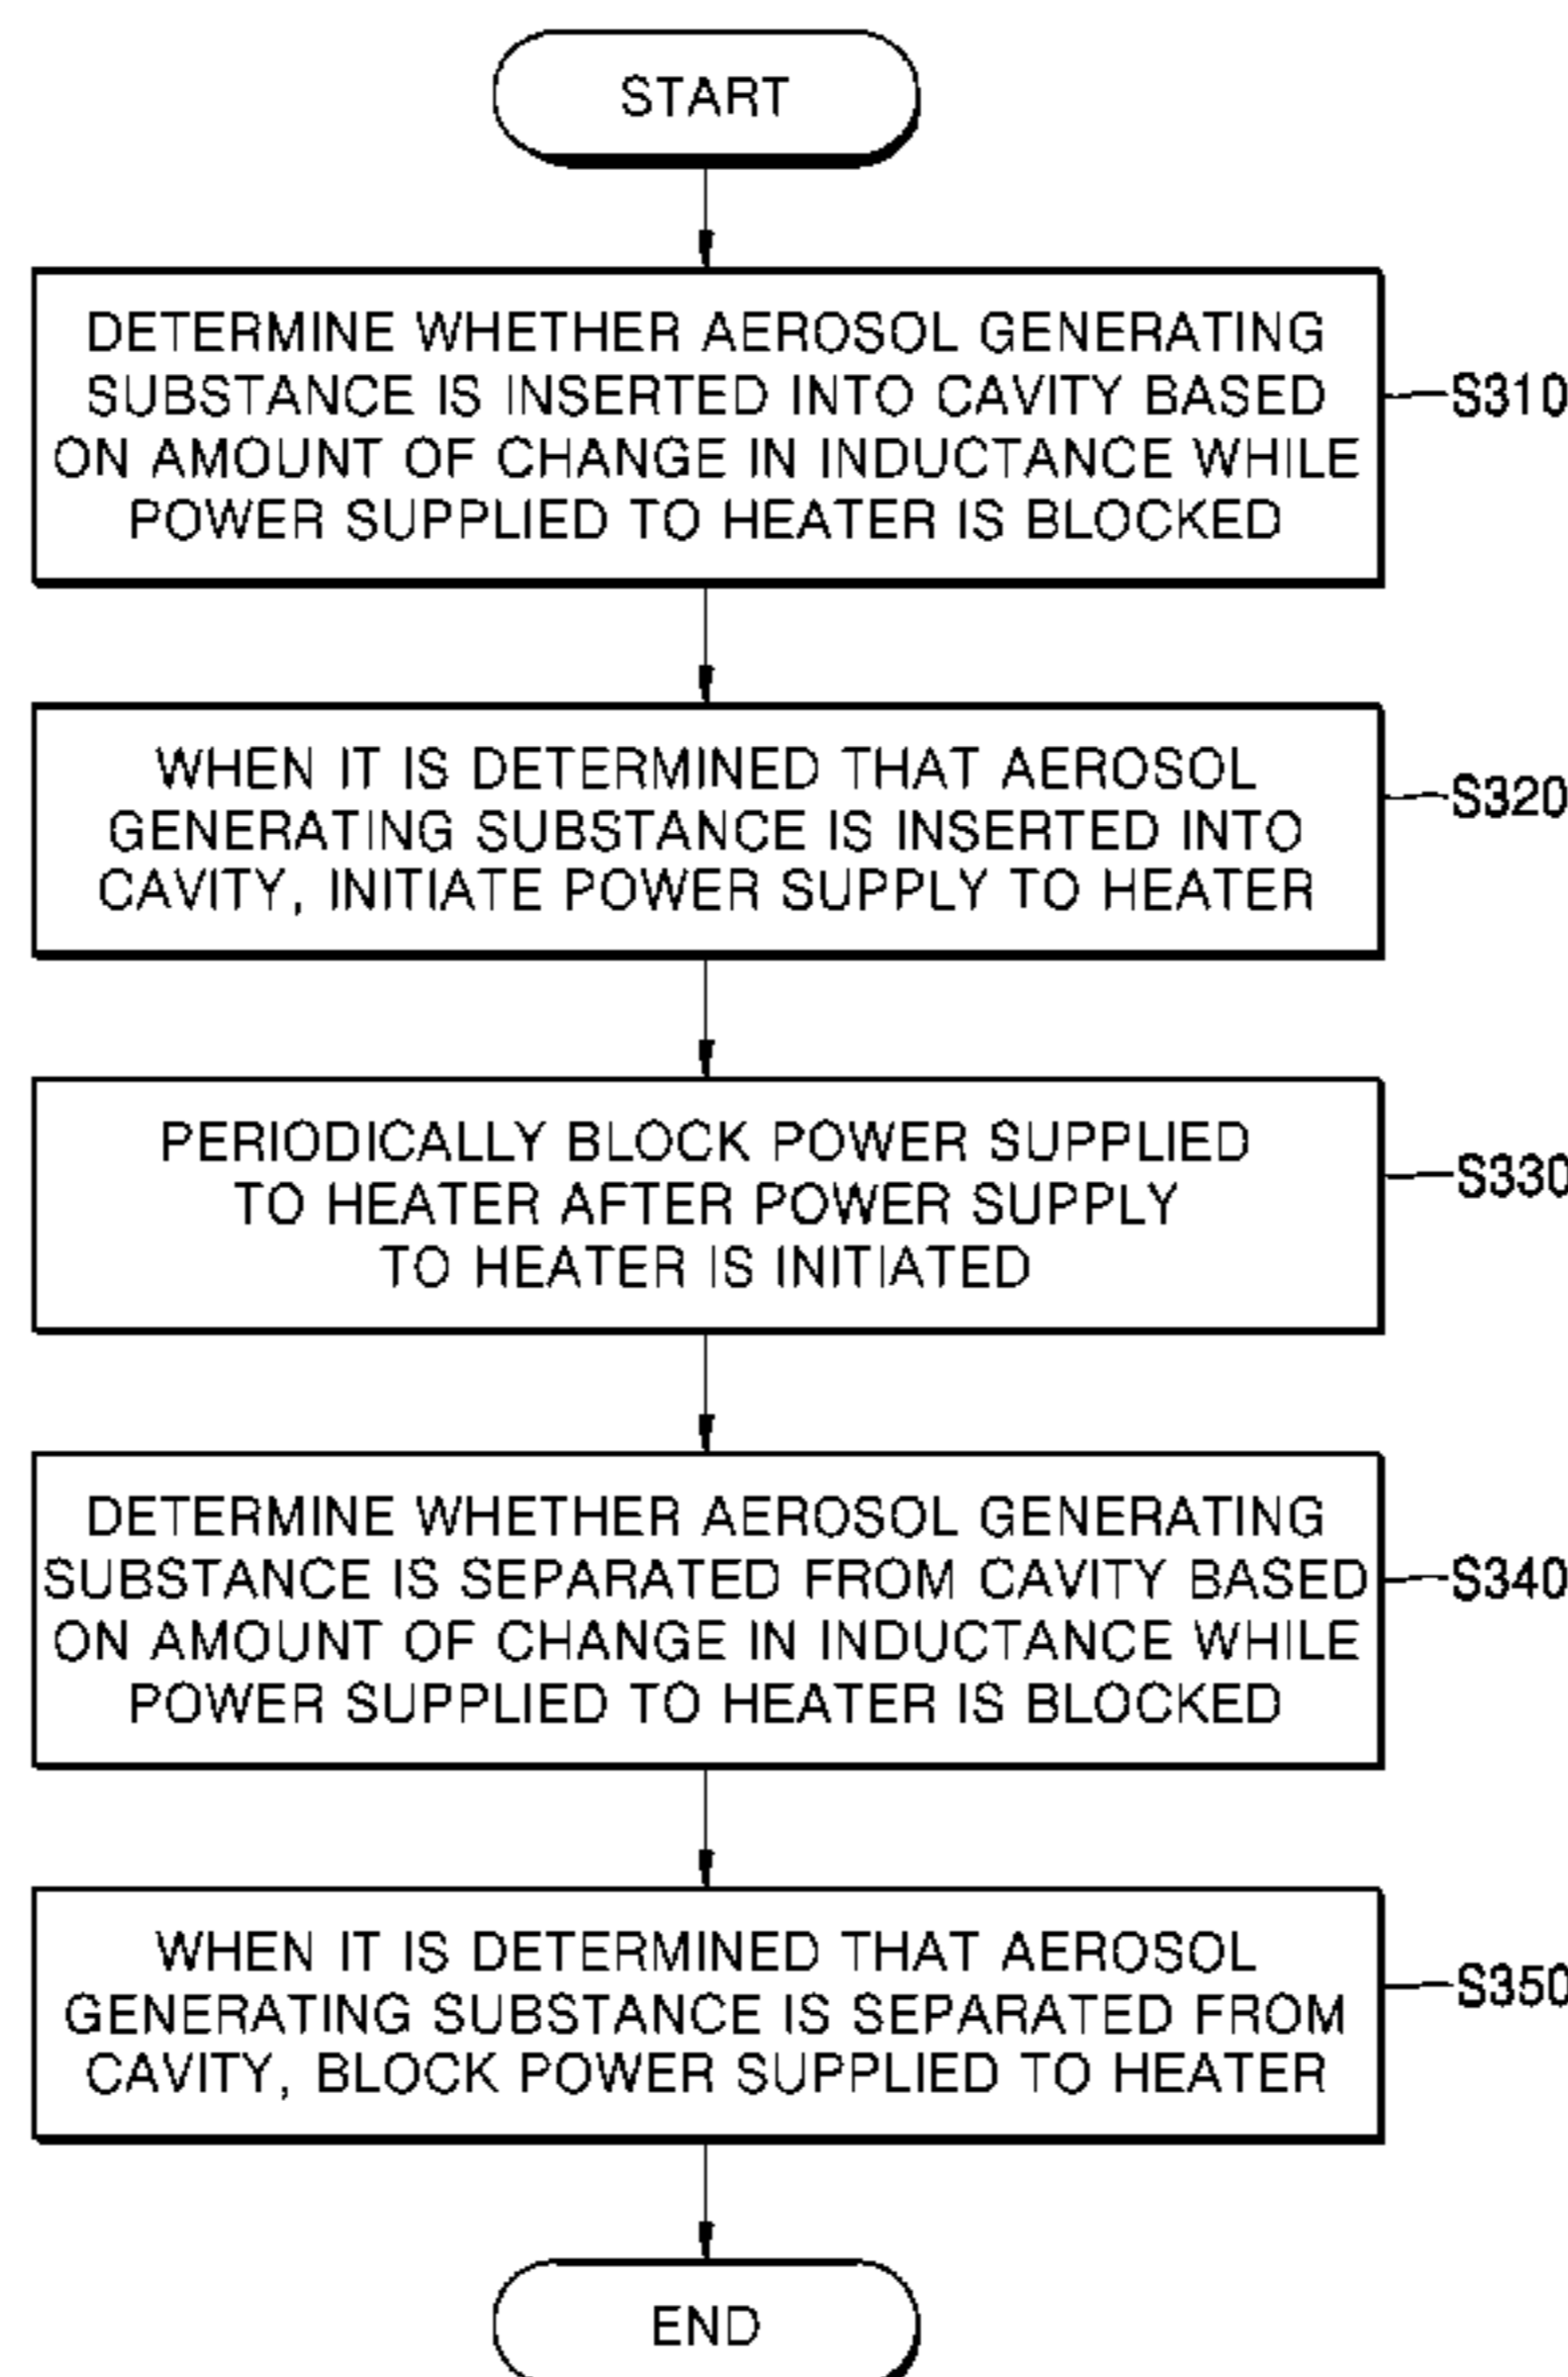 START
DETERMINE WHETHER AEROSOL GENERATING
SUBSTANCE IS INSERTED INTO CAVITY BASED
ON AMOUNT OF CHANGE IN INDUCTANCE WHILE
POWER SUPPLIED TO HEATER IS BLOCKED
S310
WHEN IT IS DETERMINED THAT AEROSOL
GENERATING SUBSTANCE IS INSERTED INTO
CAVITY, INITIATE POWER SUPPLY TO HEATER
S320
PERIODICALLY BLOCK POWER SUPPLIED
TO HEATER AFTER POWER SUPPLY
TO HEATER IS INITIATED
S330
DETERMINE WHETHER AEROSOL GENERATING
SUBSTANCE IS SEPARATED FROM CAVITY BASED
ON AMOUNT OF CHANGE IN INDUCTANCE WHILE
POWER SUPPLIED TO HEATER IS BLOCKED
S340
WHEN IT IS DETERMINED THAT AEROSOL
GENERATING SUBSTANCE IS SEPARATED FROM
CAVITY, BLOCK POWER SUPPLIED TO HEATER
S350
END